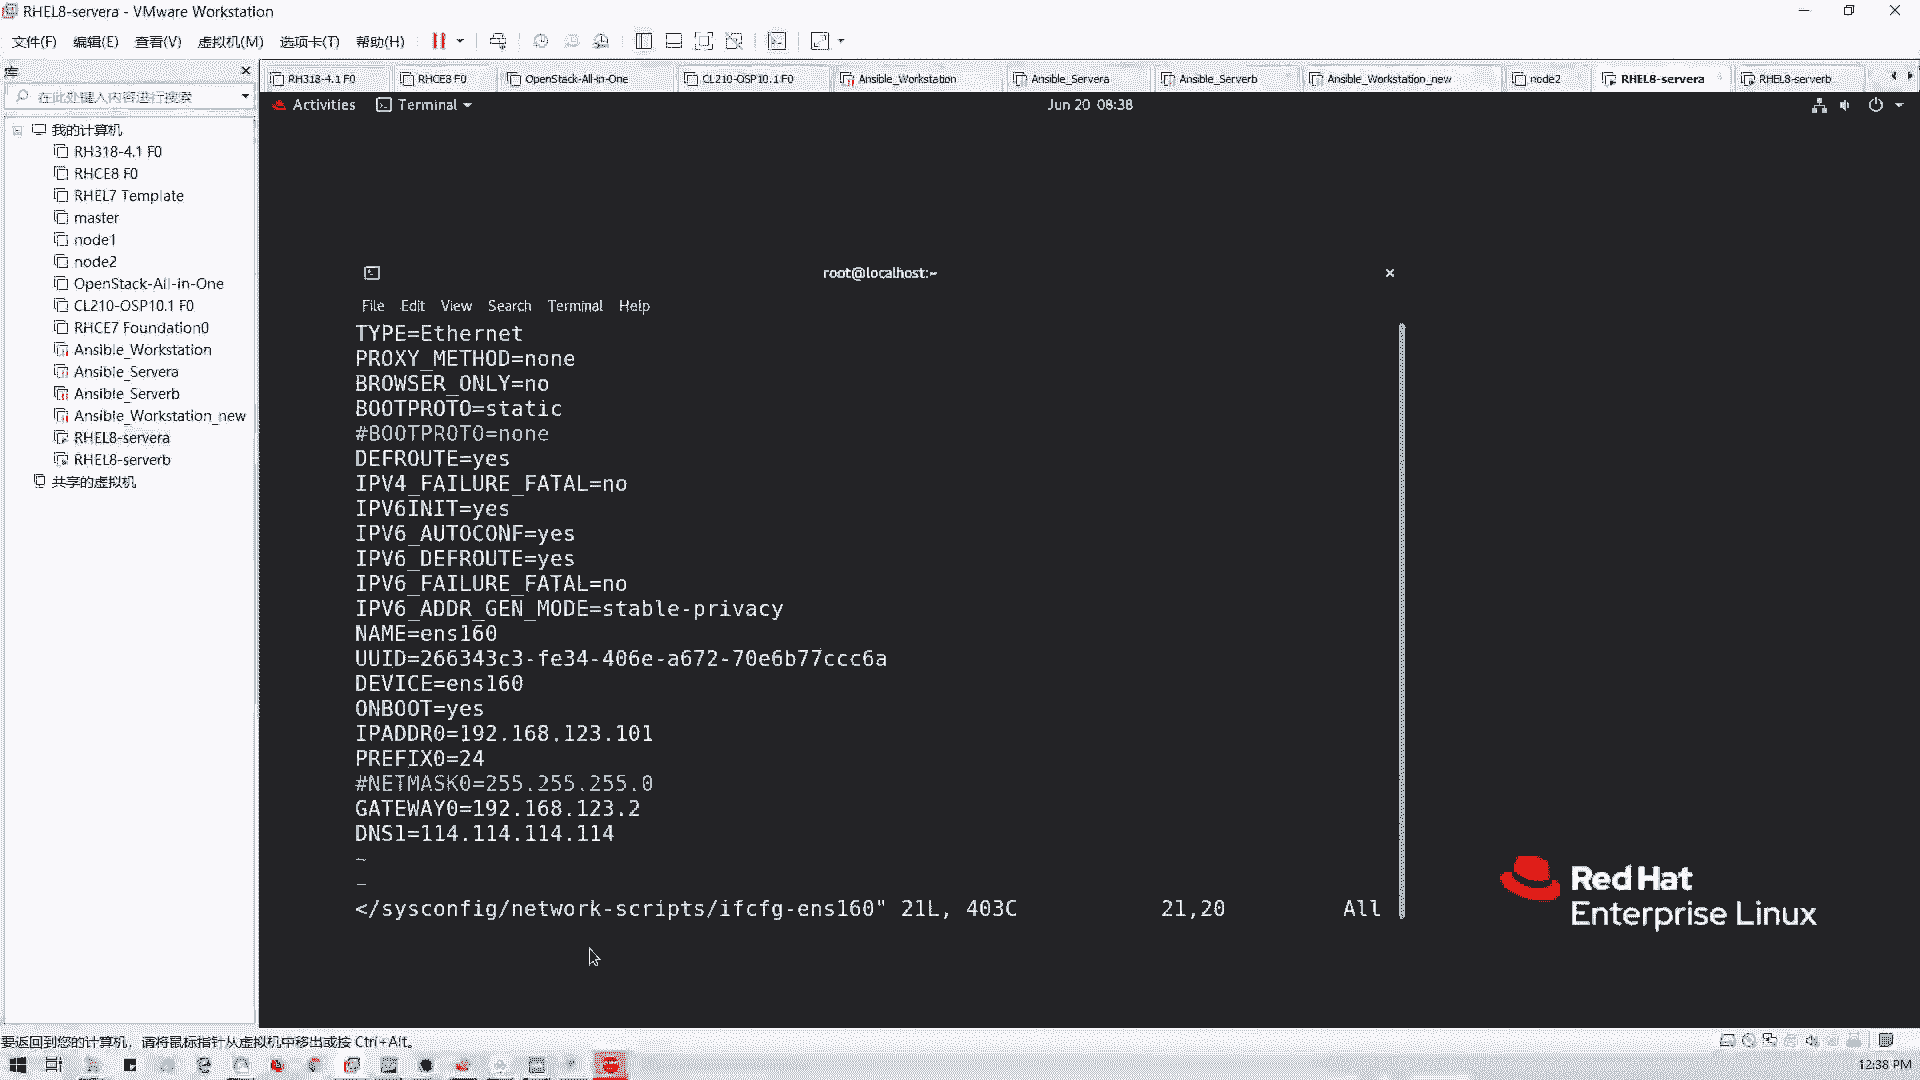 RHEL8-servera - VMware Workstation
文件(F) 编辑(E) 查看(V) 虚拟机(M) 选项卡(T) 帮助(H)
库
在此处键入内容进行搜索
我的计算机
RH318-4.1 F0
RHCE8 F0
RHEL7 Template
master
node1
node2
OpenStack-All-in-One
CL210-OSP10.1 F0
RHCE7 Foundation0
Ansible_Workstation
Ansible_Servera
Ansible_Serverb
Ansible_Workstation_new
RHEL8-servera
RHEL8-serverb
共享的虚拟机
RH318-4.1 F0 RHCE8 F0 OpenStack-All-in-One CL210-OSP10.1 F0 Ansible_Workstation Ansible_Servera Ansible_Serverb Ansible_Workstation_new node2 RHEL8-servera RHEL8-serverb
Activities Terminal Jun 20 08:38
root@localhost:~
File Edit View Search Terminal Help
TYPE=Ethernet
PROXY_METHOD=none
BROWSER_ONLY=no
BOOTPROTO=static
#BOOTPROTO=none
DEFROUTE=yes
IPV4_FAILURE_FATAL=no
IPV6INIT=yes
IPV6_AUTOCONF=yes
IPV6_DEFROUTE=yes
IPV6_FAILURE_FATAL=no
IPV6_ADDR_GEN_MODE=stable-privacy
NAME=ens160
UUID=266343c3-fe34-406e-a672-70e6b77ccc6a
DEVICE=ens160
ONBOOT=yes
IPADDR0=192.168.123.101
PREFIX0=24
#NETMASK0=255.255.255.0
GATEWAY0=192.168.123.2
DNS1=114.114.114.114
~
</sysconfig/network-scripts/ifcfg-ens160" 21L, 403C 21,20 All
Red Hat
Enterprise Linux
要返回到您的计算机，请将鼠标指针从虚拟机中移出或按 Ctrl+Alt。
12:38 PM